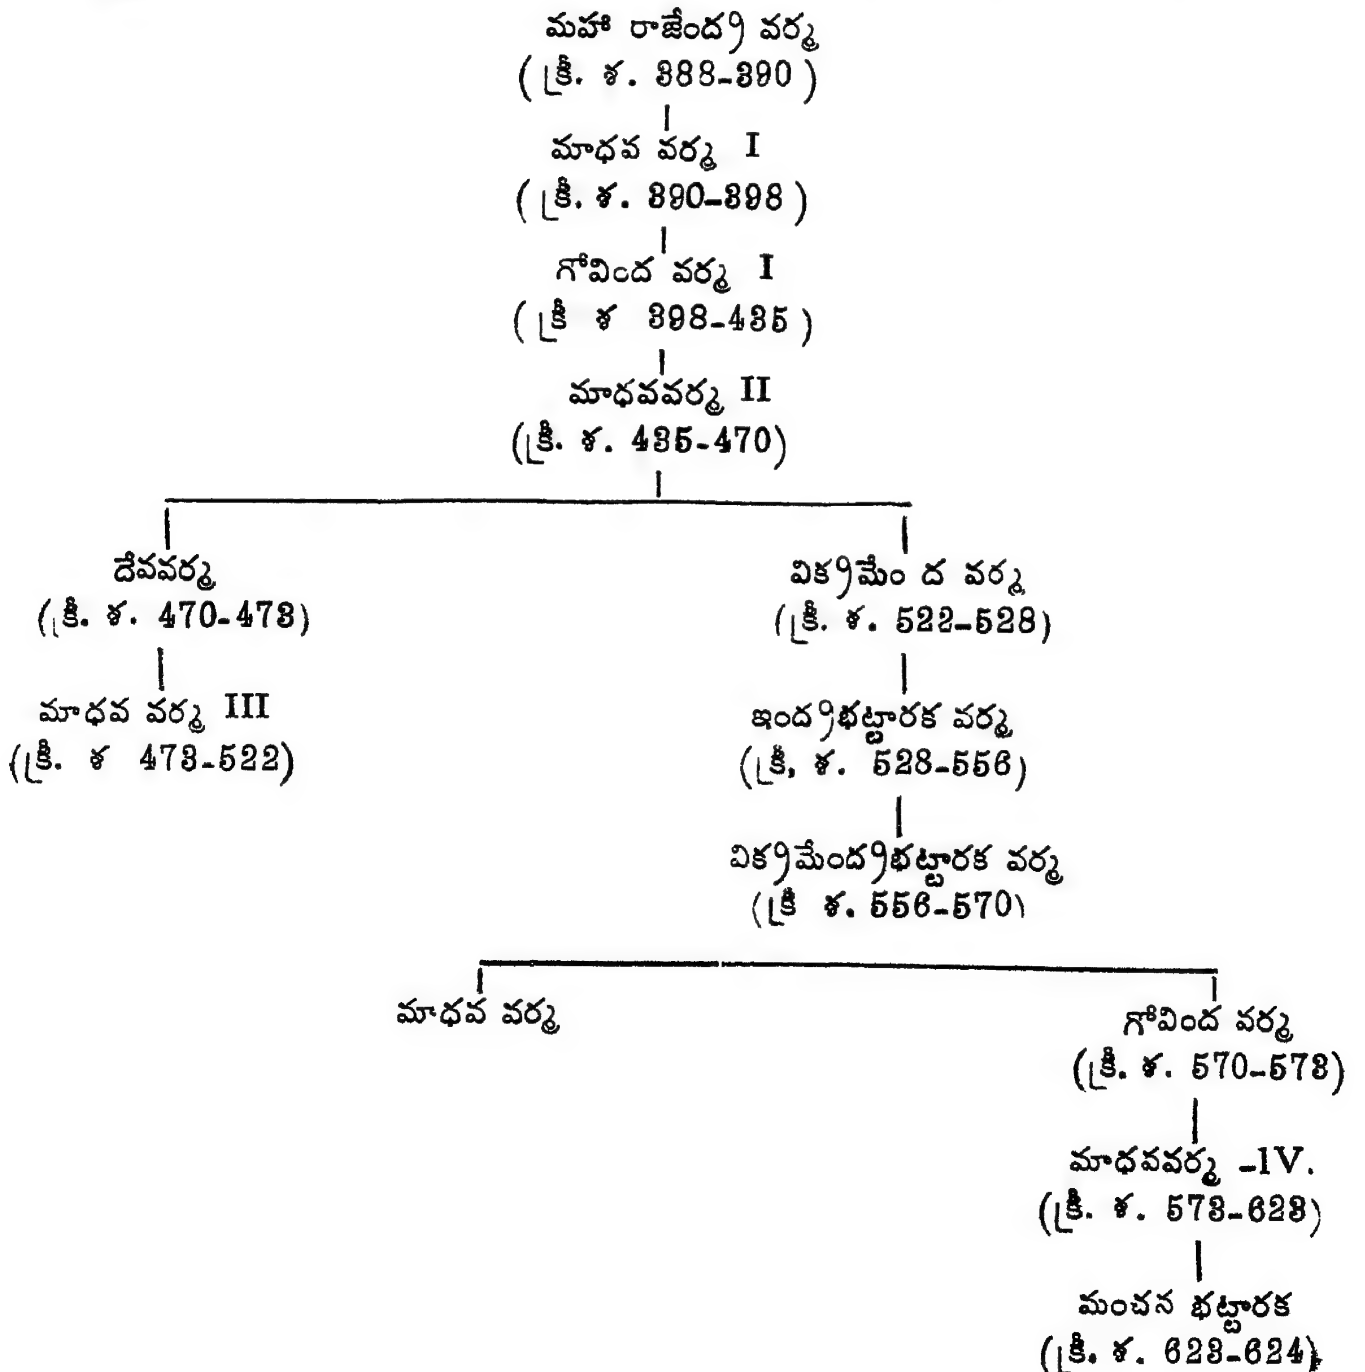 మహా రాజేంద్ర వర్మ
( క్రీ. శ. 388-390 )
మాధవ వర్మ I
( క్రీ. శ. 390-398 )
గోవింద వర్మ I
( క్రీ శ 398-435 )
మాధవవర్మ II
(క్రీ. శ. 435-470)
దేవవర్మ
(క్రీ. శ. 470-473)
విక్రమేం ద వర్మ
(క్రీ. శ. 522-528)
మాధవ వర్మ III
(క్రీ. శ 473-522)
ఇంద్రభట్టారక వర్మ
(క్రీ, శ. 528-556)
విక్రమేంద్రభట్టారక వర్మ
(క్రీ శ. 556-570)
మాధవ వర్మ
గోవింద వర్మ
(క్రీ. శ. 570-573)
మాధవవర్మ -IV.
(క్రీ. శ. 573-623)
మంచన భట్టారక
(క్రీ. శ. 623-624)